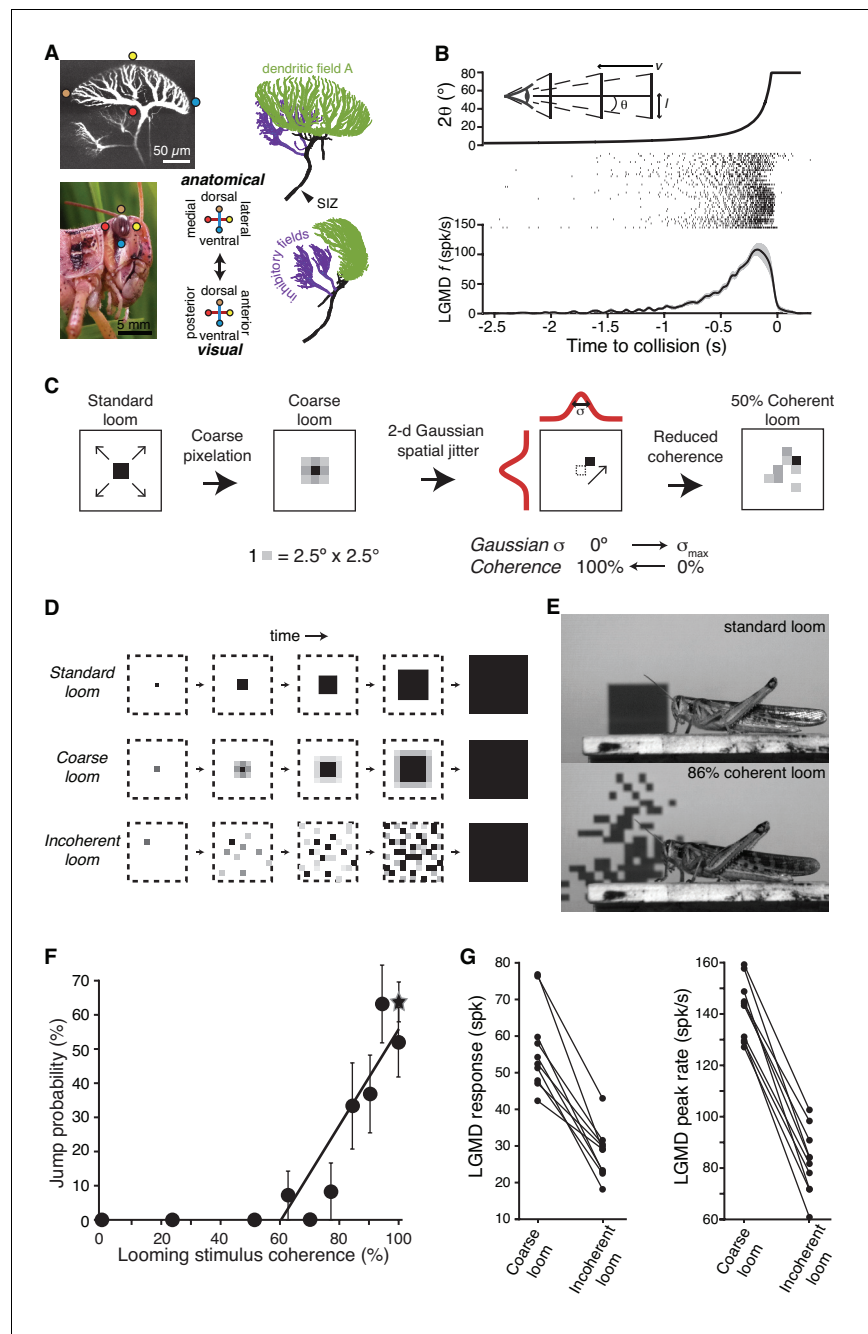 A
50 µm
dendritic field A
SIZ
5 mm
anatomical
dorsal
medial
lateral
ventral
dorsal
posterior
anterior
ventral
visual
inhibitory fields
B
2θ (°)
80
60
40
20
0
v
θ
l
LGMD f (spk/s)
150
100
50
0
-2.5
-2
-1.5
-1
-0.5
0
Time to collision (s)
C
Standard
loom
Coarse
pixelation
Coarse
loom
2-d Gaussian
spatial jitter
σ
Reduced
coherence
50% Coherent
loom
1 = 2.5º x 2.5º
Gaussian σ 0º σmax
Coherence 100% 0%
D
time
Standard
loom
Coarse
loom
Incoherent
loom
E
standard loom
86% coherent loom
F
Jump probability (%)
70
60
50
40
30
20
10
0
0
20
40
60
80
100
Looming stimulus coherence (%)
G
LGMD response (spk)
80
70
60
50
40
30
20
10
Coarse
loom
Incoherent
loom
LGMD peak rate (spk/s)
160
140
120
100
80
60
Coarse
loom
Incoherent
loom